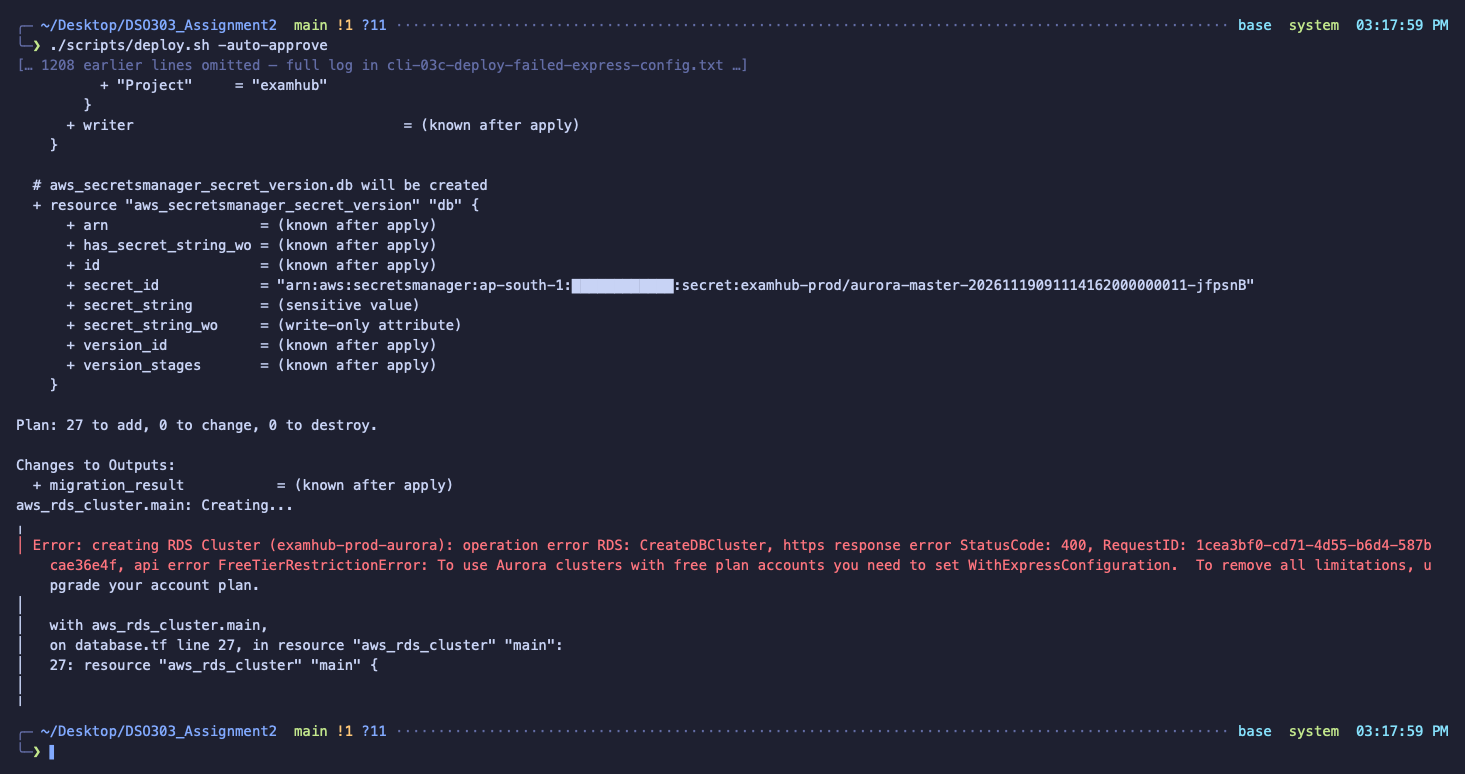 ~/Desktop/DSO303_Assignment2 main !1 ?11 base system 03:17:59 PM
❯ ./scripts/deploy.sh -auto-approve
[… 1208 earlier lines omitted — full log in cli-03c-deploy-failed-express-config.txt …]
+ "Project" = "examhub"
}
+ writer = (known after apply)
}
# aws_secretsmanager_secret_version.db will be created
+ resource "aws_secretsmanager_secret_version" "db" {
+ arn = (known after apply)
+ has_secret_string_wo = (known after apply)
+ id = (known after apply)
+ secret_id = "arn:aws:secretsmanager:ap-south-1:████████████:secret:examhub-prod/aurora-master-20261119091114162000000011-jfpsnB"
+ secret_string = (sensitive value)
+ secret_string_wo = (write-only attribute)
+ version_id = (known after apply)
+ version_stages = (known after apply)
}
Plan: 27 to add, 0 to change, 0 to destroy.
Changes to Outputs:
+ migration_result = (known after apply)
aws_rds_cluster.main: Creating...
Error: creating RDS Cluster (examhub-prod-aurora): operation error RDS: CreateDBCluster, https response error StatusCode: 400, RequestID: 1cea3bf0-cd71-4d55-b6d4-587b
cae36e4f, api error FreeTierRestrictionError: To use Aurora clusters with free plan accounts you need to set WithExpressConfiguration.  To remove all limitations, u
pgrade your account plan.
with aws_rds_cluster.main,
on database.tf line 27, in resource "aws_rds_cluster" "main":
27: resource "aws_rds_cluster" "main" {
~/Desktop/DSO303_Assignment2 main !1 ?11 base system 03:17:59 PM
❯